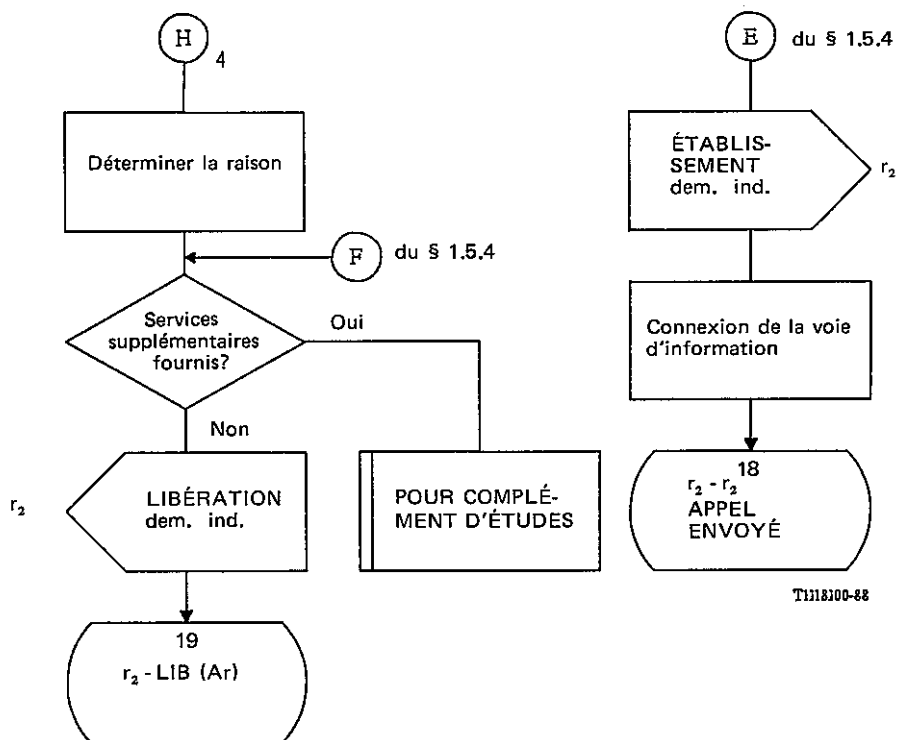 H
4
Déterminer la raison
F
du § 1.5.4
Services
supplémentaires
fournis?
Oui
Non
r₂
LIBÉRATION
dem. ind.
POUR COMPLÉ-
MENT D'ÉTUDES
19
r₂ - LIB (Ar)
E
du § 1.5.4
ÉTABLIS-
SEMENT
dem. ind.
r₂
Connexion de la voie
d'information
18
r₂ - r₂
APPEL
ENVOYÉ
T1118100-88